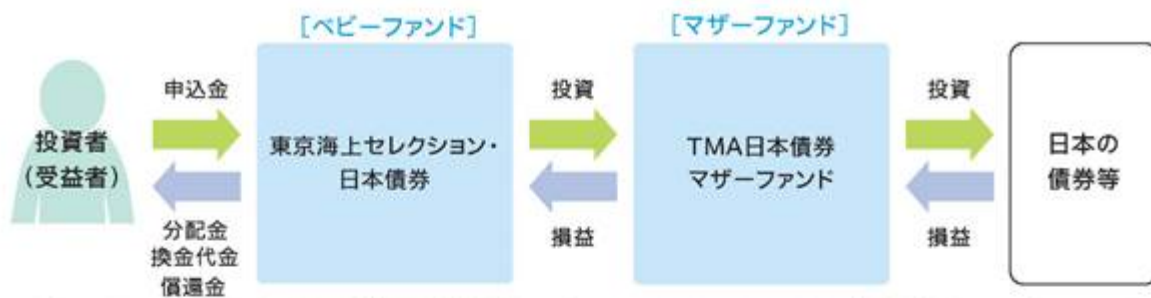 [ベビーファンド]
[マザーファンド]
投資者
(受益者)
申込金
分配金
換金代金
償還金
東京海上セレクション・
日本債券
投資
損益
TMA日本債券
マザーファンド
投資
損益
日本の
債券等